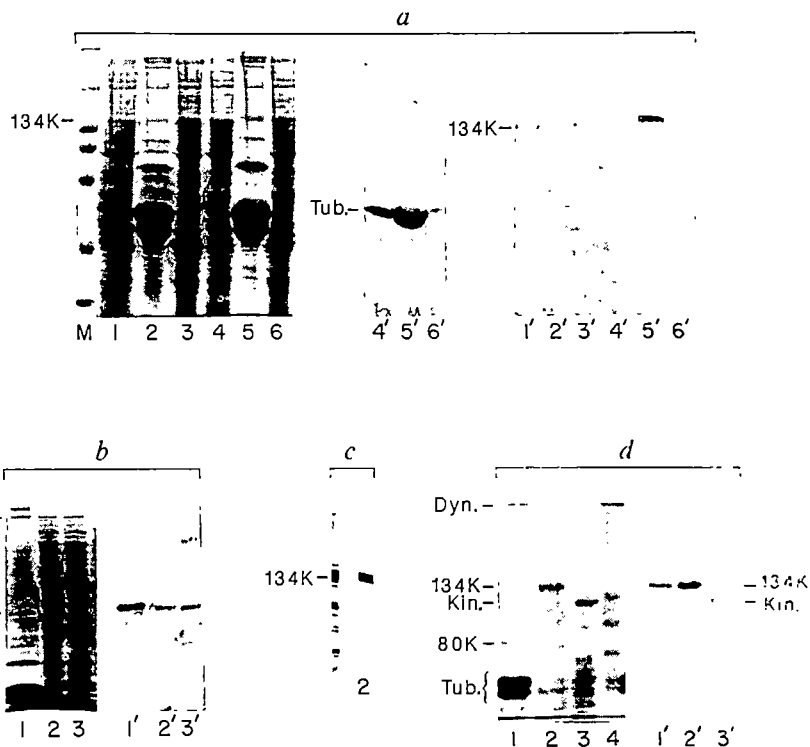 a
134K
134K
Tub.
M 1 2 3 4 5 6
4′ 5′ 6′
1′ 2′ 3′ 4′ 5′ 6′
b
c
d
Dyn.
134K
134K
134K
Kin.
Kin.
80K
Tub.
2
1 2 3
1′ 2′ 3′
1 2 3 4
1′ 2′ 3′